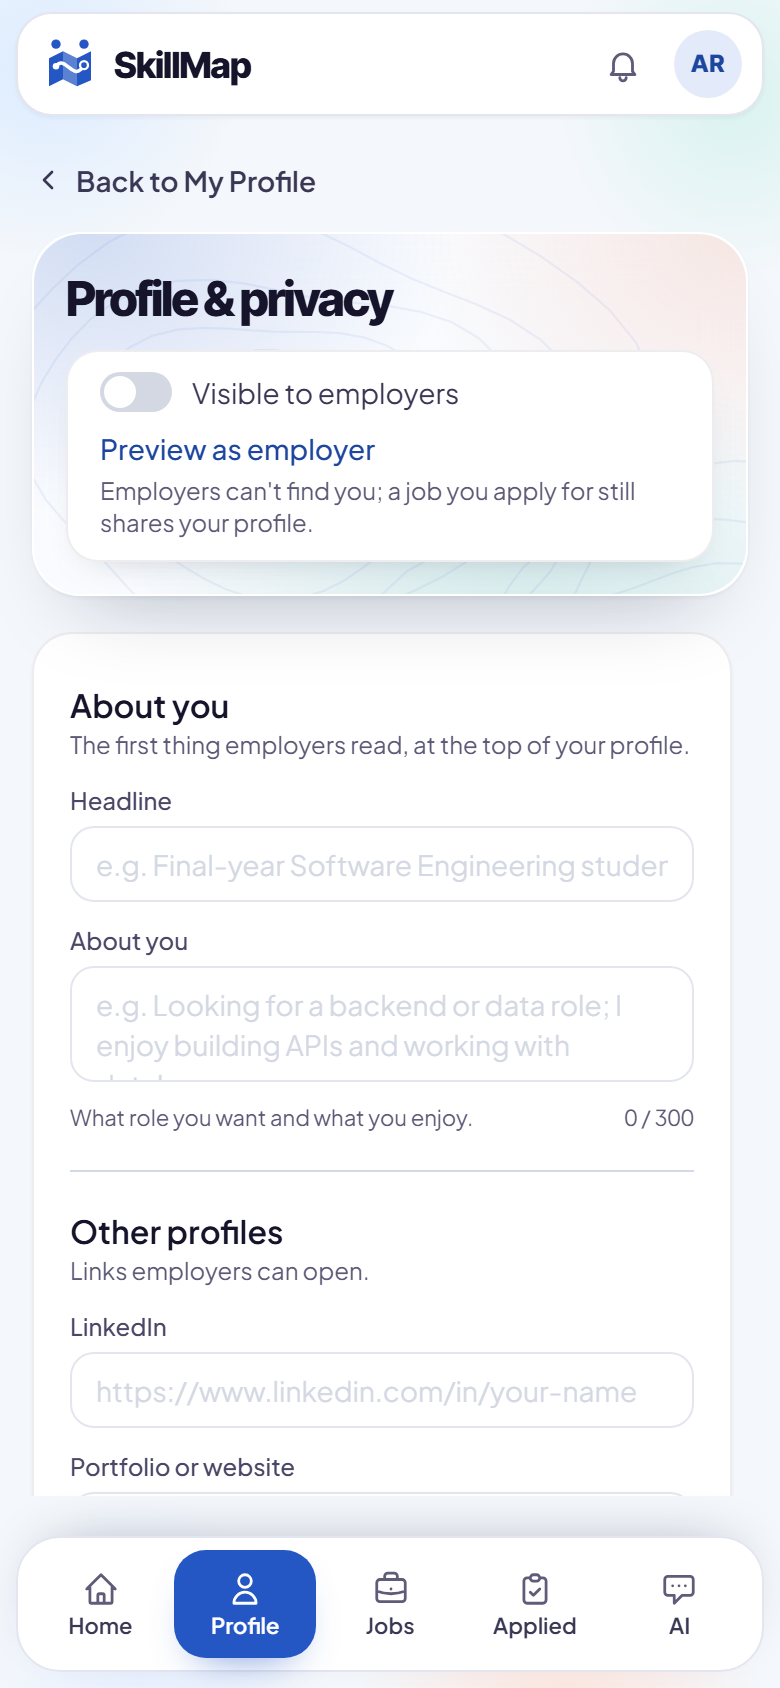 SkillMap
AR
Back to My Profile
Profile & privacy
Visible to employers
Preview as employer
Employers can't find you; a job you apply for still
shares your profile.
About you
The first thing employers read, at the top of your profile.
Headline
e.g. Final-year Software Engineering studer
About you
e.g. Looking for a backend or data role; I
enjoy building APIs and working with
What role you want and what you enjoy.
0 / 300
Other profiles
Links employers can open.
LinkedIn
https://www.linkedin.com/in/your-name
Portfolio or website
Home
Profile
Jobs
Applied
AI